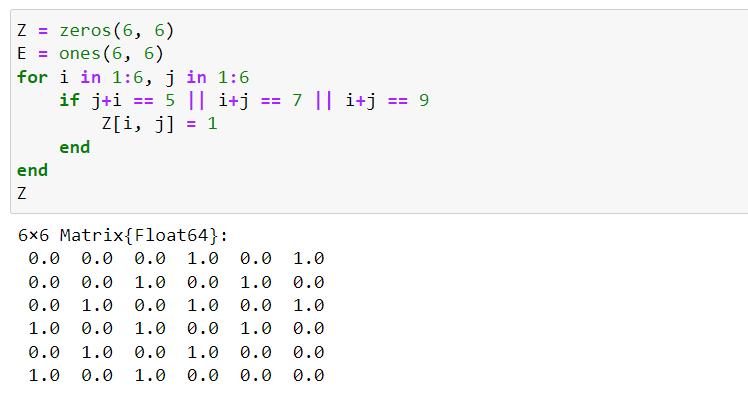 Z = zeros(6, 6)
E = ones(6, 6)
for i in 1:6, j in 1:6
    if j+i == 5 || i+j == 7 || i+j == 9
        Z[i, j] = 1
    end
end
Z
6×6 Matrix{Float64}:
 0.0  0.0  0.0  1.0  0.0  1.0
 0.0  0.0  1.0  0.0  1.0  0.0
 0.0  1.0  0.0  1.0  0.0  1.0
 1.0  0.0  1.0  0.0  1.0  0.0
 0.0  1.0  0.0  1.0  0.0  0.0
 1.0  0.0  1.0  0.0  0.0  0.0